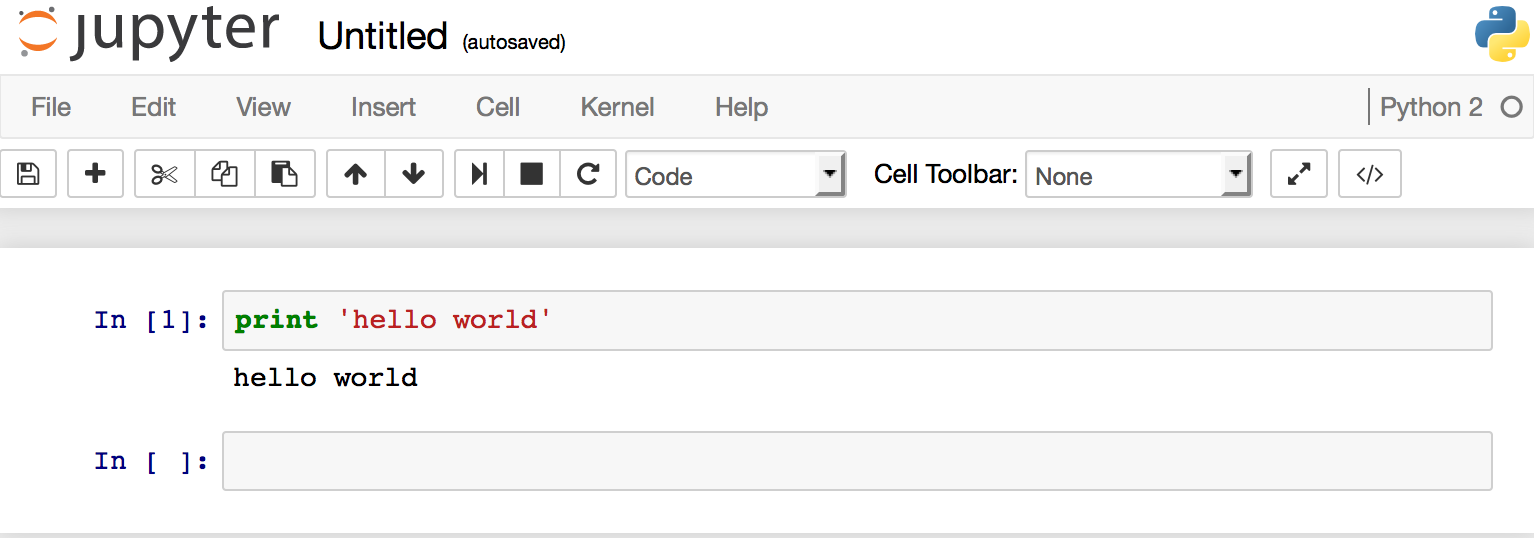 jupyter Untitled (autosaved)
File Edit View Insert Cell Kernel Help Python 2
Code Cell Toolbar: None </>
In [1]: print 'hello world'
hello world
In [ ]: